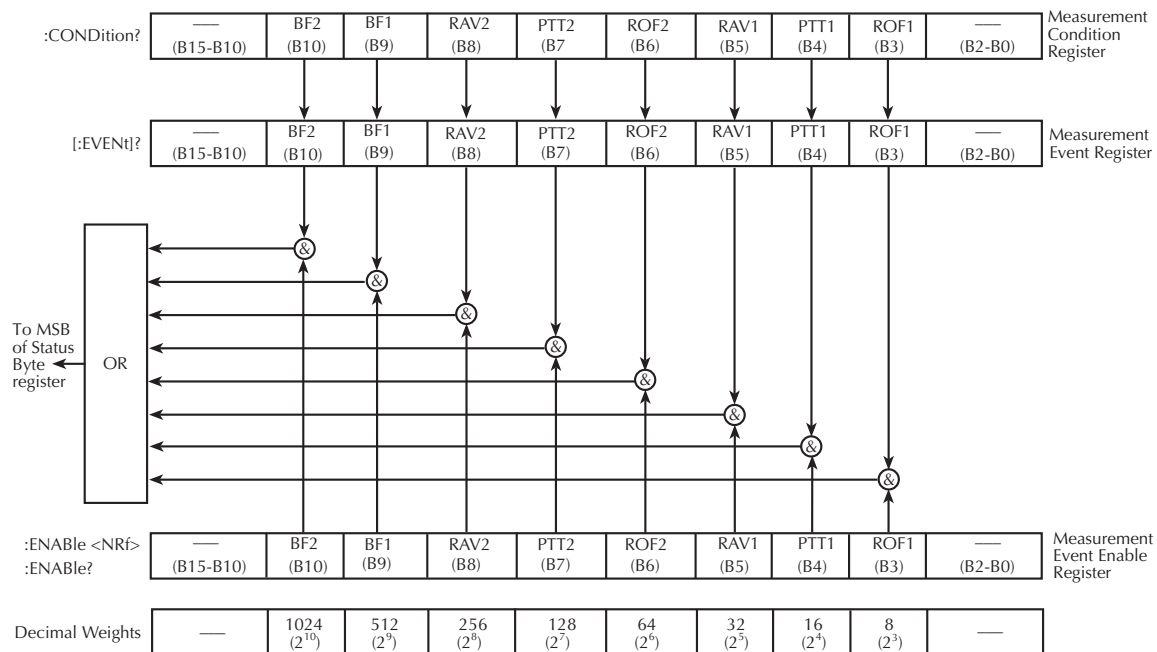 :CONDition?
—
(B15-B10)
BF2
(B10)
BF1
(B9)
RAV2
(B8)
PTT2
(B7
ROF2
(B6)
RAV1
(B5)
PTT1
(B4)
ROF1
(B3)
—
(B2-B0)
Measurement
Condition
Register
[:EVENt]?
—
(B15-B10)
BF2
(B10)
BF1
(B9)
RAV2
(B8)
PTT2
(B7)
ROF2
(B6)
RAV1
(B5)
PTT1
(B4)
ROF1
(B3)
—
(B2-B0)
Measurement
Event Register
&
&
&
&
&
&
&
&
To MSB
of Status
Byte
register
OR
:ENABle <NRf>
:ENABle?
—
(B15-B10)
BF2
(B10)
BF1
(B9)
RAV2
(B8)
PTT2
(B7)
ROF2
(B6)
RAV1
(B5)
PTT1
(B4)
ROF1
(B3)
—
(B2-B0)
Measurement
Event Enable
Register
Decimal Weights
—
1024
(2¹⁰)
512
(2⁹)
256
(2⁸)
128
(2⁷)
64
(2⁶)
32
(2⁵)
16
(2⁴)
8
(2³)
—